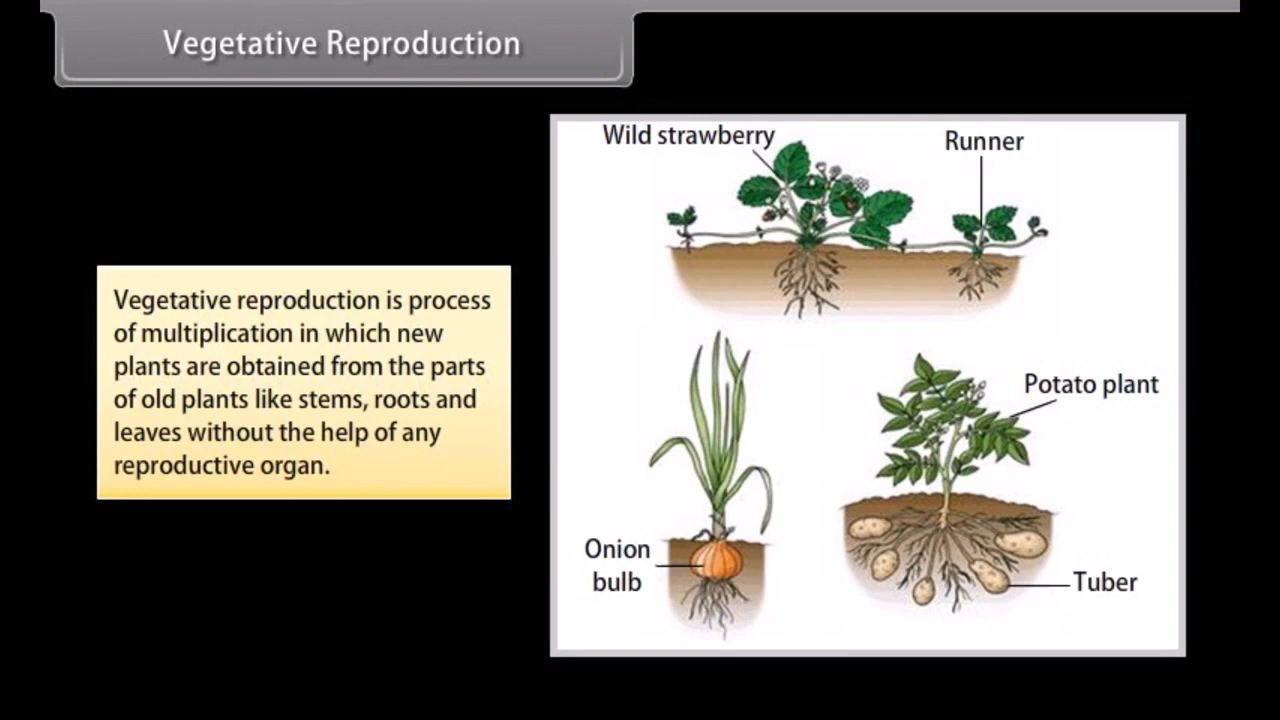 Vegetative Reproduction
Vegetative reproduction is process
of multiplication in which new
plants are obtained from the parts
of old plants like stems, roots and
leaves without the help of any
reproductive organ.
Wild strawberry
Runner
Potato plant
Onion
bulb
Tuber